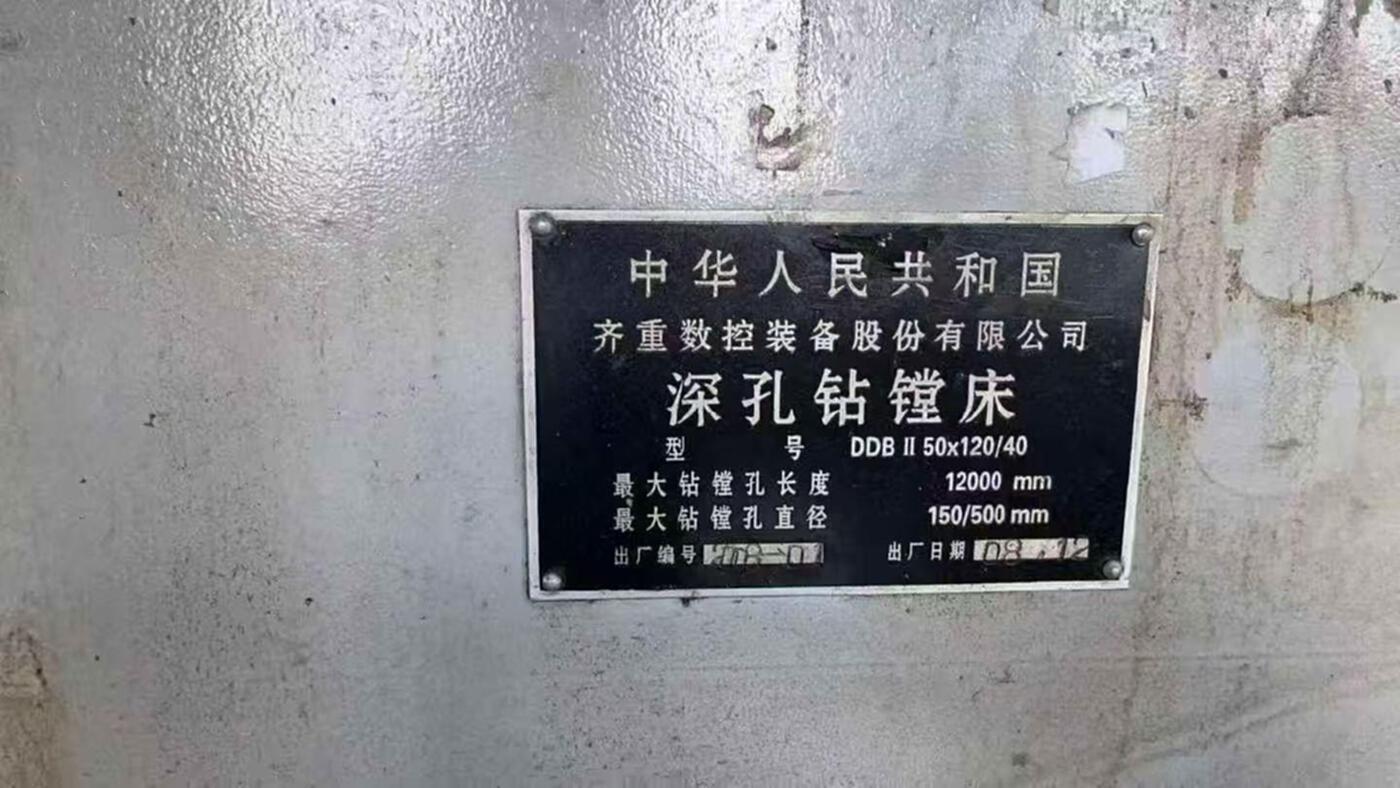 中华人民共和国
齐重数控装备股份有限公司
深孔钻镗床
型号 DDB II 50x120/40
最大钻镗孔长度 12000 mm
最大钻镗孔直径 150/500 mm
出厂编号 出厂日期 08.12